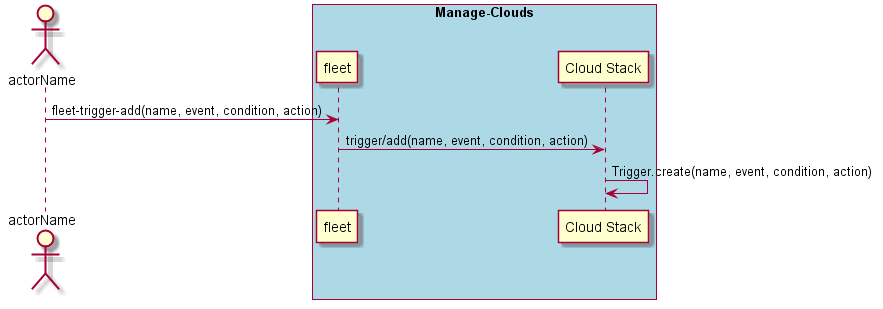 Manage-Clouds
actorName
fleet
Cloud Stack
fleet-trigger-add(name, event, condition, action)
trigger/add(name, event, condition, action)
Trigger.create(name, event, condition, action)
actorName
fleet
Cloud Stack